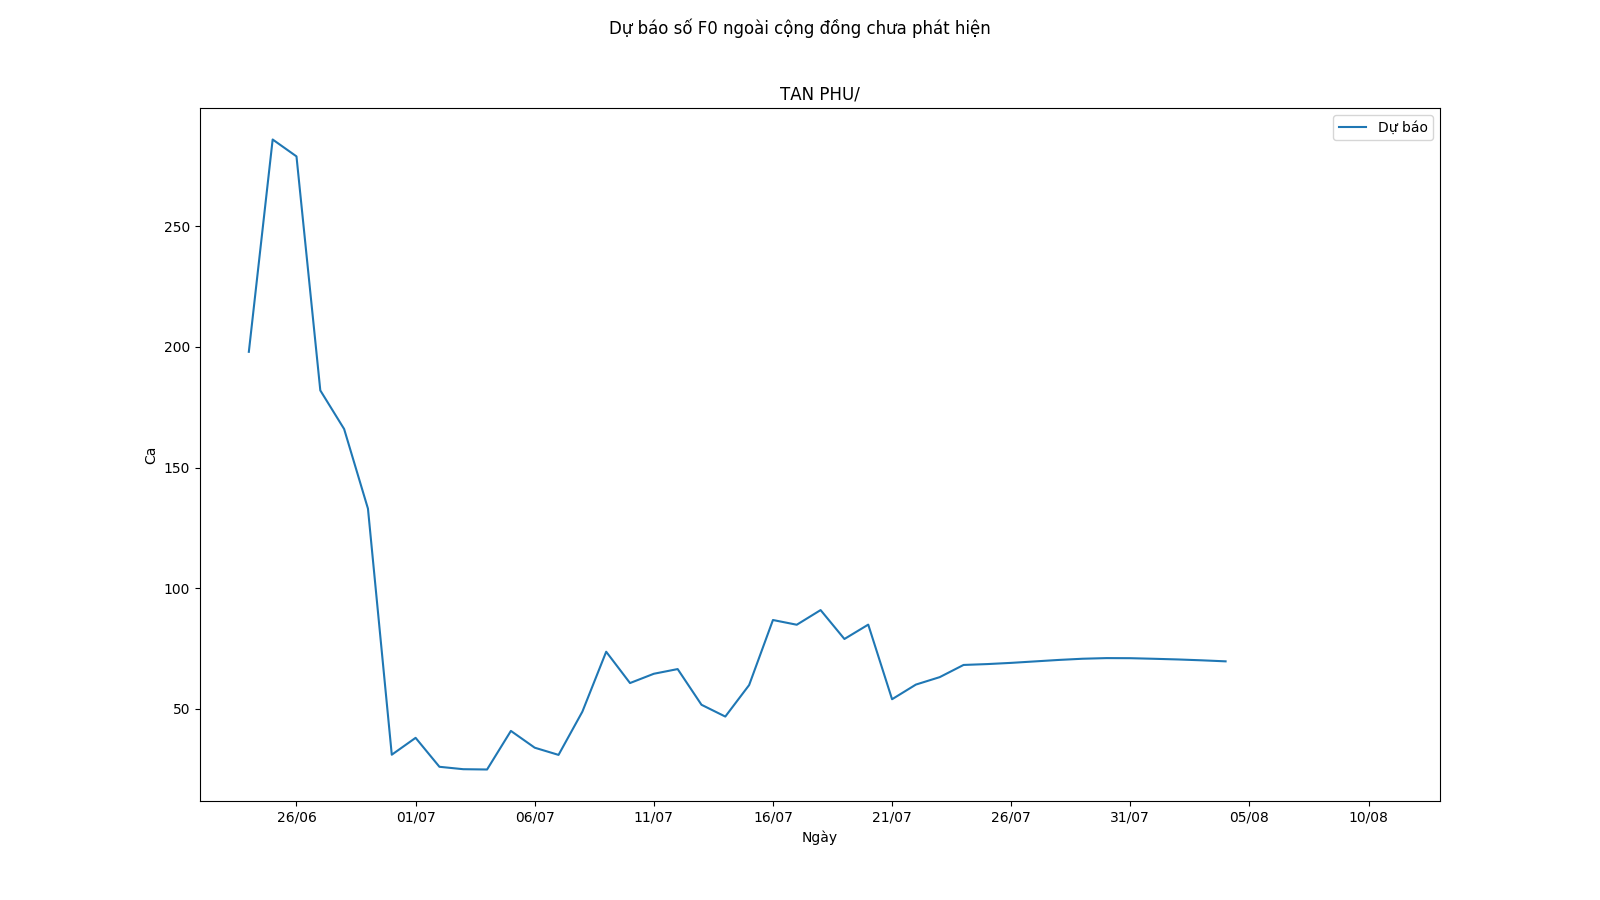 Dự báo số F0 ngoài cộng đồng chưa phát hiện
TAN PHU/
Dự báo
250
200
150
100
50
Ca
26/06 01/07 06/07 11/07 16/07 21/07 26/07 31/07 05/08 10/08
Ngày